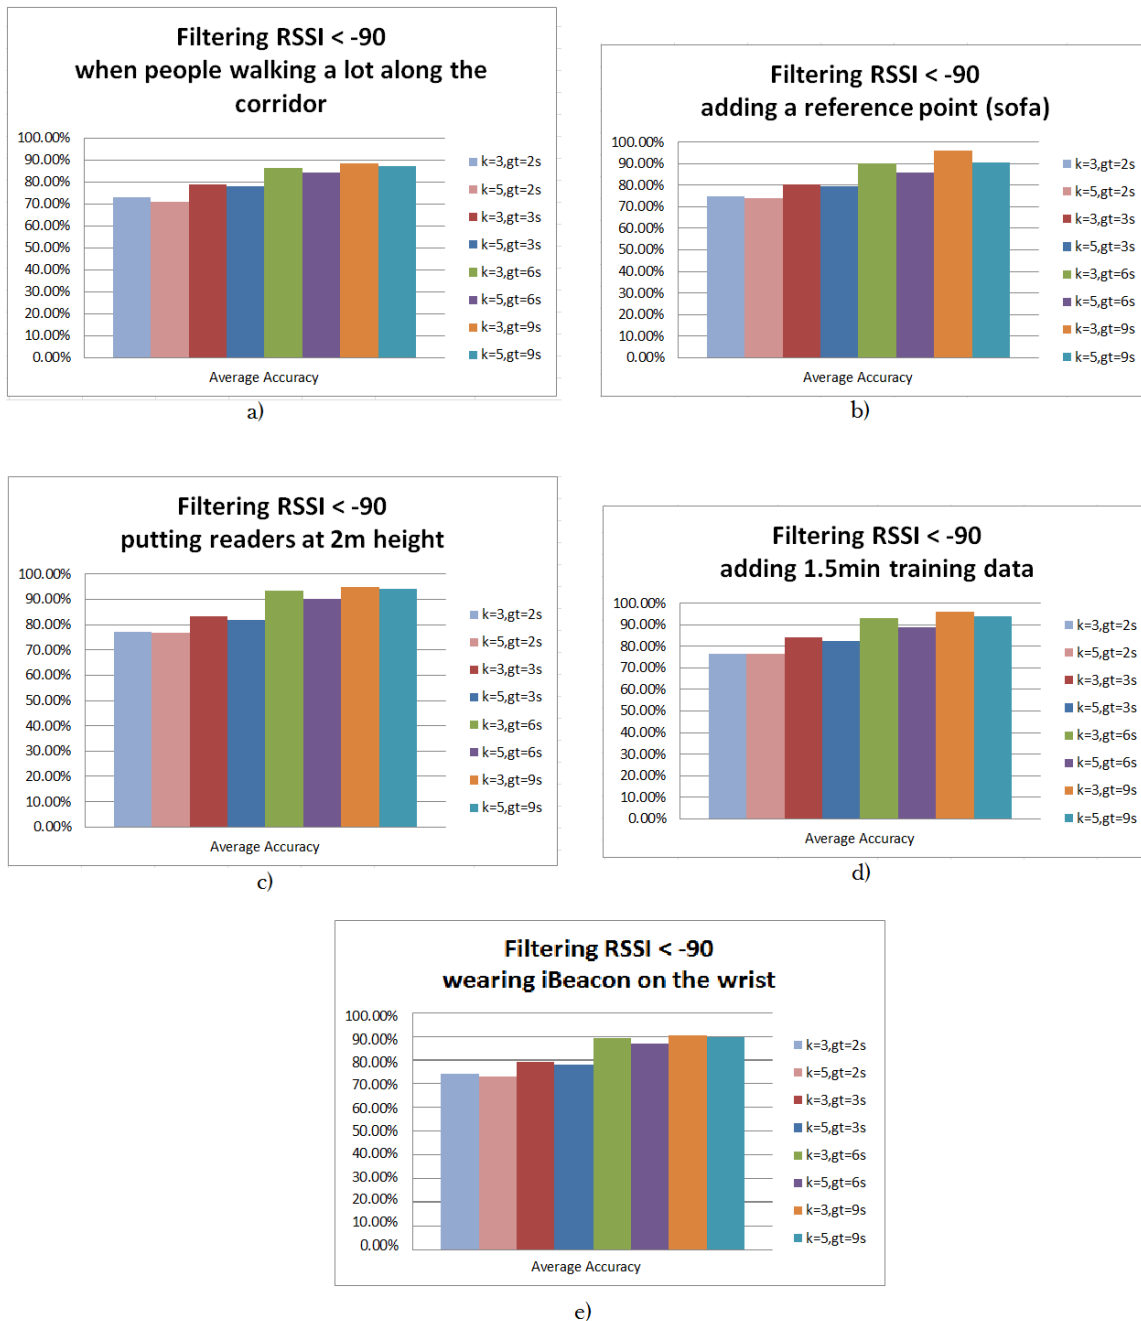 Filtering RSSI < -90
when people walking a lot along the
corridor
100.00%
90.00%
80.00%
70.00%
60.00%
50.00%
40.00%
30.00%
20.00%
10.00%
0.00%
Average Accuracy
k=3,gt=2s
k=5,gt=2s
k=3,gt=3s
k=5,gt=3s
k=3,gt=6s
k=5,gt=6s
k=3,gt=9s
k=5,gt=9s
a)
Filtering RSSI < -90
adding a reference point (sofa)
100.00%
90.00%
80.00%
70.00%
60.00%
50.00%
40.00%
30.00%
20.00%
10.00%
0.00%
Average Accuracy
k=3,gt=2s
k=5,gt=2s
k=3,gt=3s
k=5,gt=3s
k=3,gt=6s
k=5,gt=6s
k=3,gt=9s
k=5,gt=9s
b)
Filtering RSSI < -90
putting readers at 2m height
100.00%
90.00%
80.00%
70.00%
60.00%
50.00%
40.00%
30.00%
20.00%
10.00%
0.00%
Average Accuracy
k=3,gt=2s
k=5,gt=2s
k=3,gt=3s
k=5,gt=3s
k=3,gt=6s
k=5,gt=6s
k=3,gt=9s
k=5,gt=9s
c)
Filtering RSSI < -90
adding 1.5min training data
100.00%
90.00%
80.00%
70.00%
60.00%
50.00%
40.00%
30.00%
20.00%
10.00%
0.00%
Average Accuracy
k=3,gt=2s
k=5,gt=2s
k=3,gt=3s
k=5,gt=3s
k=3,gt=6s
k=5,gt=6s
k=3,gt=9s
k=5,gt=9s
d)
Filtering RSSI < -90
wearing iBeacon on the wrist
100.00%
90.00%
80.00%
70.00%
60.00%
50.00%
40.00%
30.00%
20.00%
10.00%
0.00%
Average Accuracy
k=3,gt=2s
k=5,gt=2s
k=3,gt=3s
k=5,gt=3s
k=3,gt=6s
k=5,gt=6s
k=3,gt=9s
k=5,gt=9s
e)